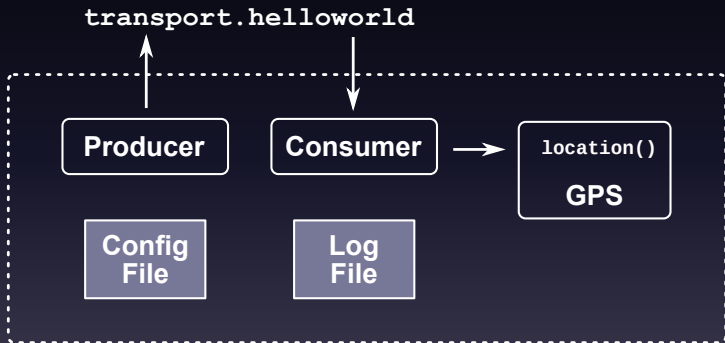 transport.helloworld
Producer
Consumer
location()
GPS
Config
File
Log
File